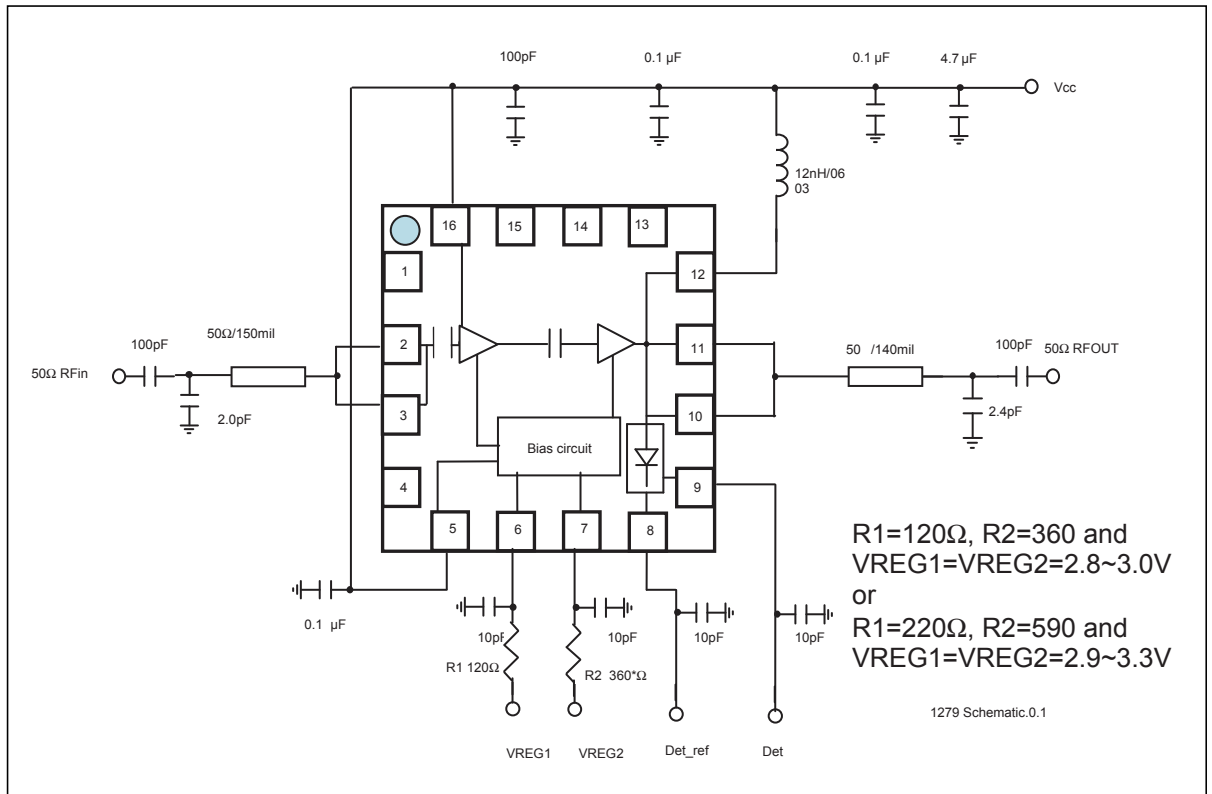 100pF
0.1 µF
0.1 µF
4.7 µF
Vcc
12nH/06
03
16
15
14
13
1
12
50Ω/150mil
2
11
50 /140mil
100pF
100pF
50Ω RFin
50Ω RFOUT
2.0pF
3
10
2.4pF
Bias circuit
4
9
5
6
7
8
R1=120Ω, R2=360 and
VREG1=VREG2=2.8~3.0V
or
R1=220Ω, R2=590 and
VREG1=VREG2=2.9~3.3V
0.1 µF
10pF
10pF
10pF
10pF
R1 120Ω
R2 360*Ω
1279 Schematic.0.1
VREG1
VREG2
Det_ref
Det